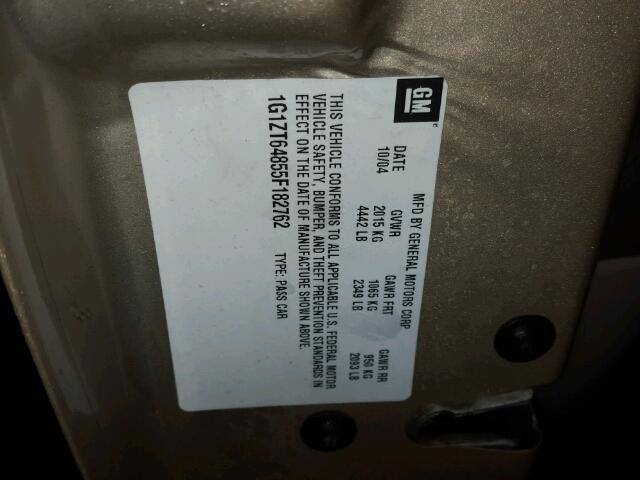 GM
MFD BY GENERAL MOTORS CORP
DATE GVWR GAWR FRT GAWR RR
10/04 2015 KG 1065 KG 950 KG
4442 LB 2349 LB 2093 LB
THIS VEHICLE CONFORMS TO ALL APPLICABLE U.S. FEDERAL MOTOR
VEHICLE SAFETY, BUMPER, AND THEFT PREVENTION STANDARDS IN
EFFECT ON THE DATE OF MANUFACTURE SHOWN ABOVE.
1G1ZT64855F182762 TYPE: PASS CAR